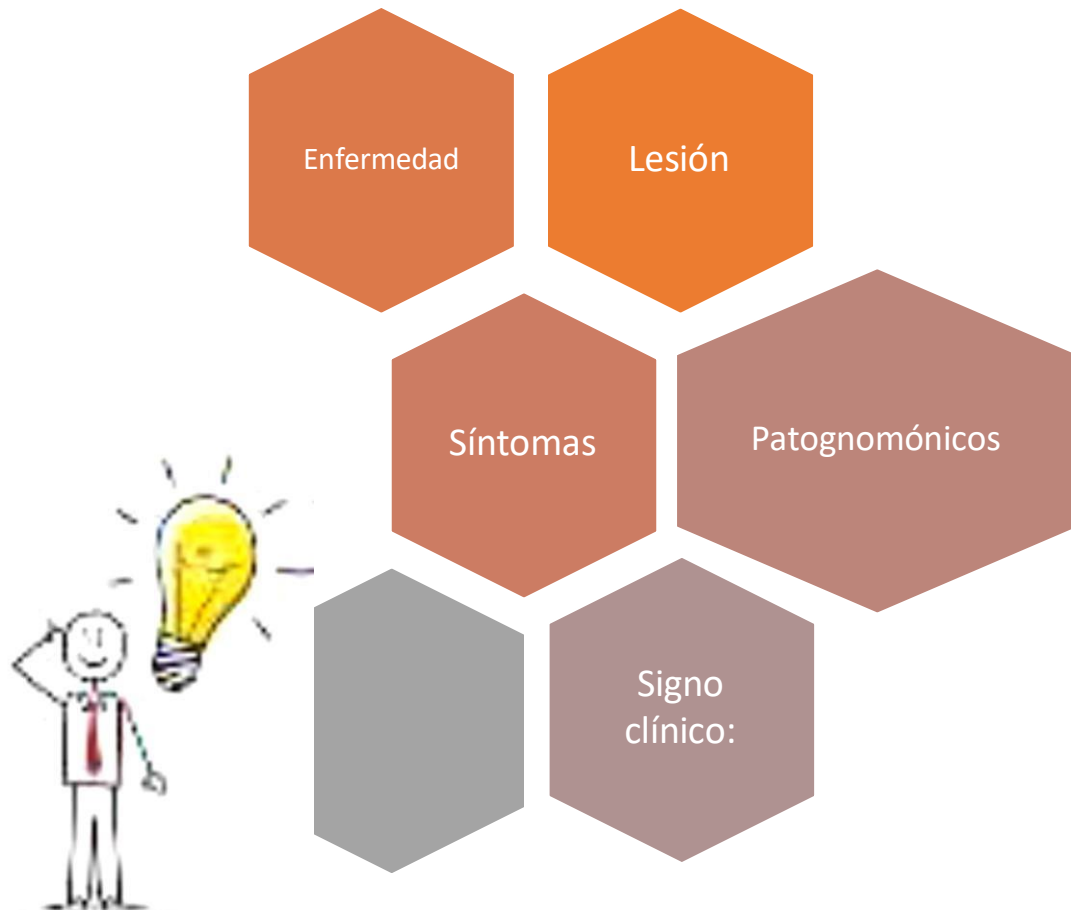 Enfermedad
Lesión
Síntomas
Patognomónicos
Signo
clínico: